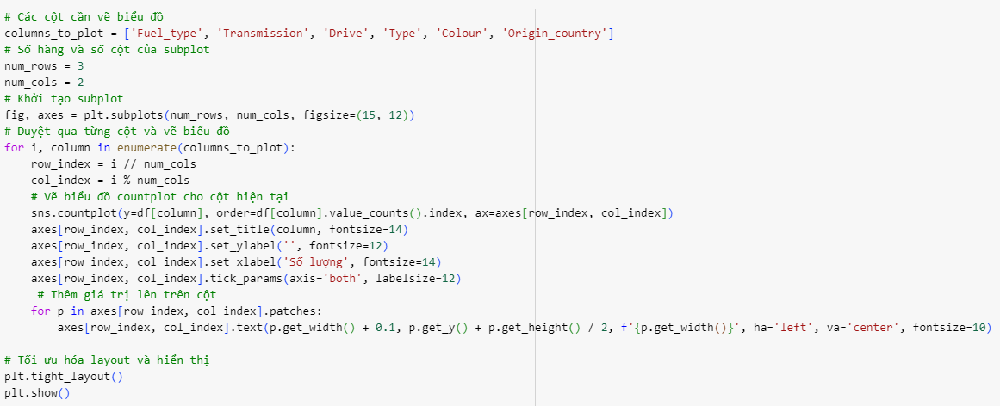 # Các cột cần vẽ biểu đồ
columns_to_plot = ['Fuel_type', 'Transmission', 'Drive', 'Type', 'Colour', 'Origin_country']
# Số hàng và số cột của subplot
num_rows = 3
num_cols = 2
# Khởi tạo subplot
fig, axes = plt.subplots(num_rows, num_cols, figsize=(15, 12))
# Duyệt qua từng cột và vẽ biểu đồ
for i, column in enumerate(columns_to_plot):
    row_index = i // num_cols
    col_index = i % num_cols
    # Vẽ biểu đồ countplot cho cột hiện tại
    sns.countplot(y=df[column], order=df[column].value_counts().index, ax=axes[row_index, col_index])
    axes[row_index, col_index].set_title(column, fontsize=14)
    axes[row_index, col_index].set_ylabel('', fontsize=12)
    axes[row_index, col_index].set_xlabel('Số lượng', fontsize=14)
    axes[row_index, col_index].tick_params(axis='both', labelsize=12)
     # Thêm giá trị lên trên cột
    for p in axes[row_index, col_index].patches:
        axes[row_index, col_index].text(p.get_width() + 0.1, p.get_y() + p.get_height() / 2, f'{p.get_width()}', ha='left', va='center', fontsize=10)
# Tối ưu hóa layout và hiển thị
plt.tight_layout()
plt.show()